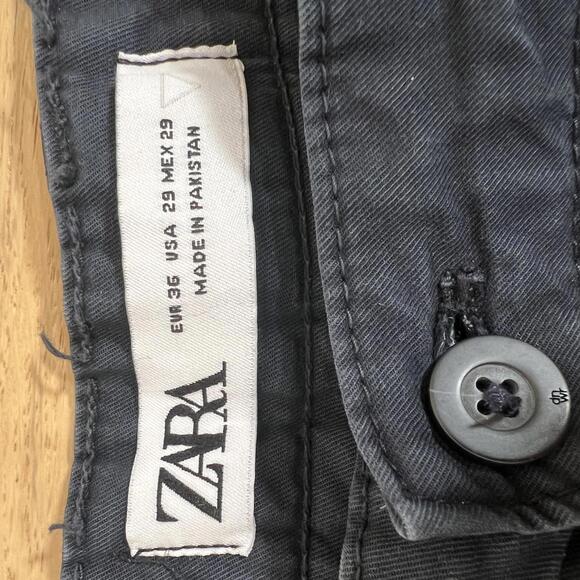 ZARA
EUR 36 USA 29 MEX 29
MADE IN PAKISTAN